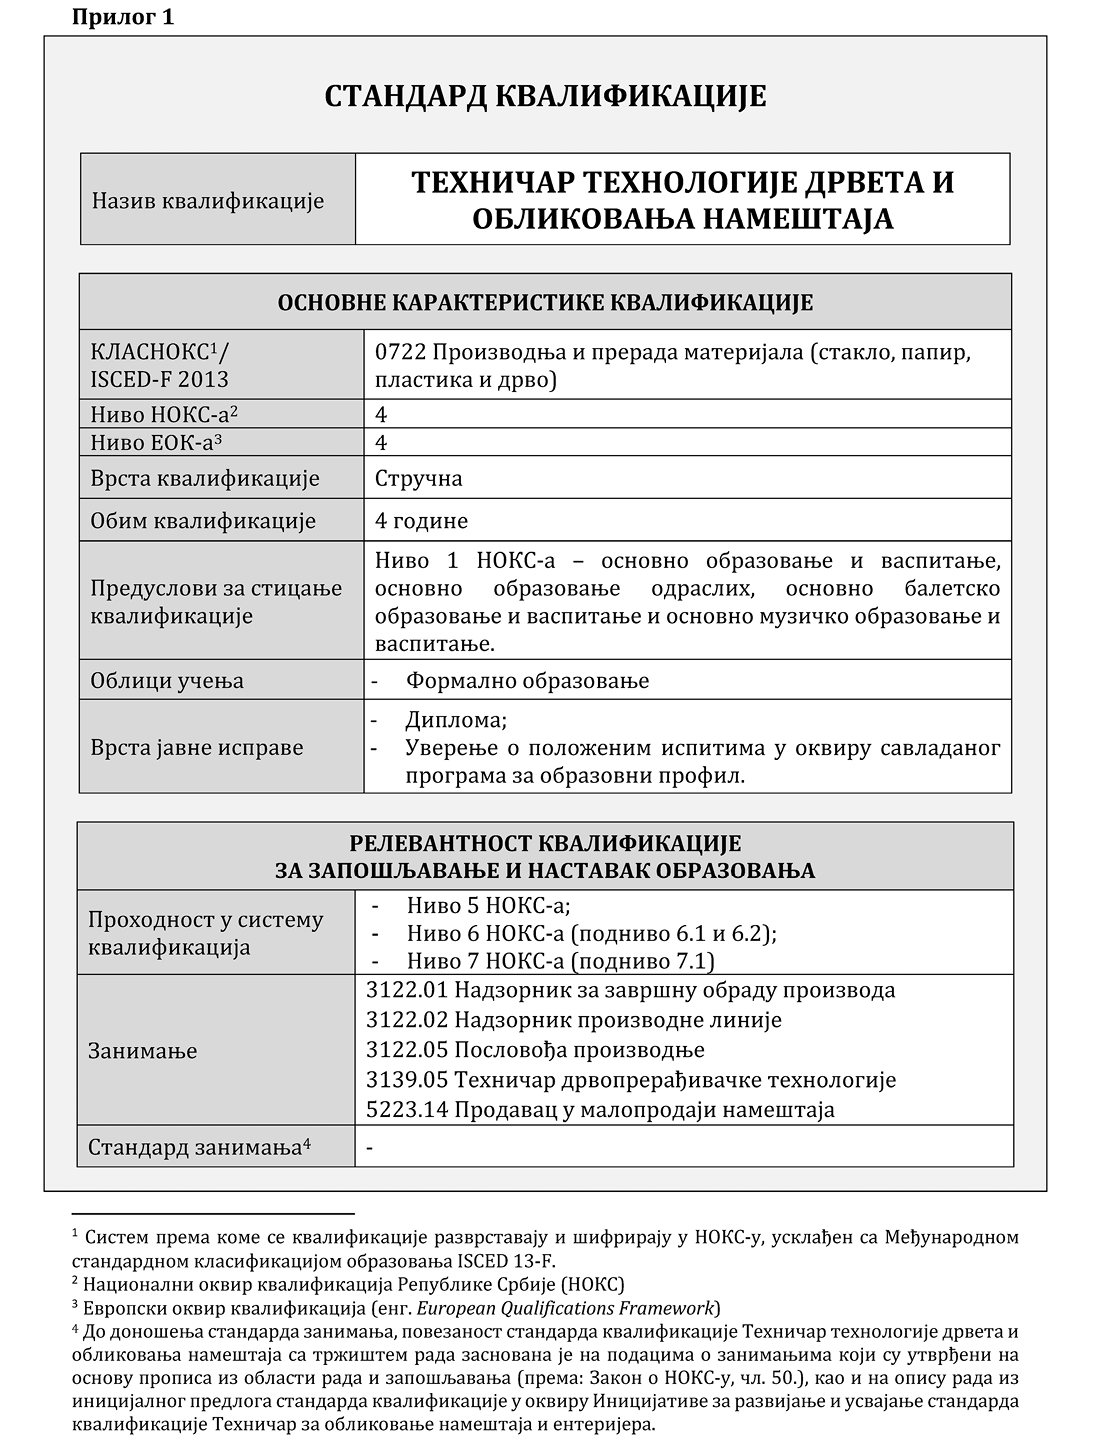 Прилог 1
СТАНДАРД КВАЛИФИКАЦИЈЕ
Назив квалификације
ТЕХНИЧАР ТЕХНОЛОГИЈЕ ДРВЕТА И
ОБЛИКОВАЊА НАМЕШТАЈА
ОСНОВНЕ КАРАКТЕРИСТИКЕ КВАЛИФИКАЦИЈЕ
КЛАСНОКС¹/
ISCED-F 2013
0722 Производња и прерада материјала (стакло, папир,
пластика и дрво)
Ниво НОКС-а²
4
Ниво ЕОК-а³
4
Врста квалификације
Стручна
Обим квалификације
4 године
Предуслови за стицање
квалификације
Ниво 1 НОКС-а – основно образовање и васпитање,
основно образовање одраслих, основно балетско
образовање и васпитање и основно музичко образовање и
васпитање.
Облици учења
- Формално образовање
Врста јавне исправе
- Диплома;
- Уверење о положеним испитима у оквиру савладаног
програма за образовни профил.
РЕЛЕВАНТНОСТ КВАЛИФИКАЦИЈЕ
ЗА ЗАПОШЉАВАЊЕ И НАСТАВАК ОБРАЗОВАЊА
Проходност у систему
квалификација
- Ниво 5 НОКС-а;
- Ниво 6 НОКС-а (подниво 6.1 и 6.2);
- Ниво 7 НОКС-а (подниво 7.1)
Занимање
3122.01 Надзорник за завршну обраду производа
3122.02 Надзорник производне линије
3122.05 Пословођа производње
3139.05 Техничар дрвопрерађивачке технологије
5223.14 Продавац у малопродаји намештаја
Стандард занимања⁴
-
¹ Систем према коме се квалификације разврставају и шифрирају у НОКС-у, усклађен са Међународном
стандардном класификацијом образовања ISCED 13-F.
² Национални оквир квалификација Републике Србије (НОКС)
³ Европски оквир квалификација (енг. European Qualifications Framework)
⁴ До доношења стандарда занимања, повезаност стандарда квалификације Техничар технологије дрвета и
обликовања намештаја са тржиштем рада заснована је на подацима о занимањима који су утврђени на
основу прописа из области рада и запошљавања (према: Закон о НОКС-у, чл. 50.), као и на опису рада из
иницијалног предлога стандарда квалификације у оквиру Иницијативе за развијање и усвајање стандарда
квалификације Техничар за обликовање намештаја и ентеријера.